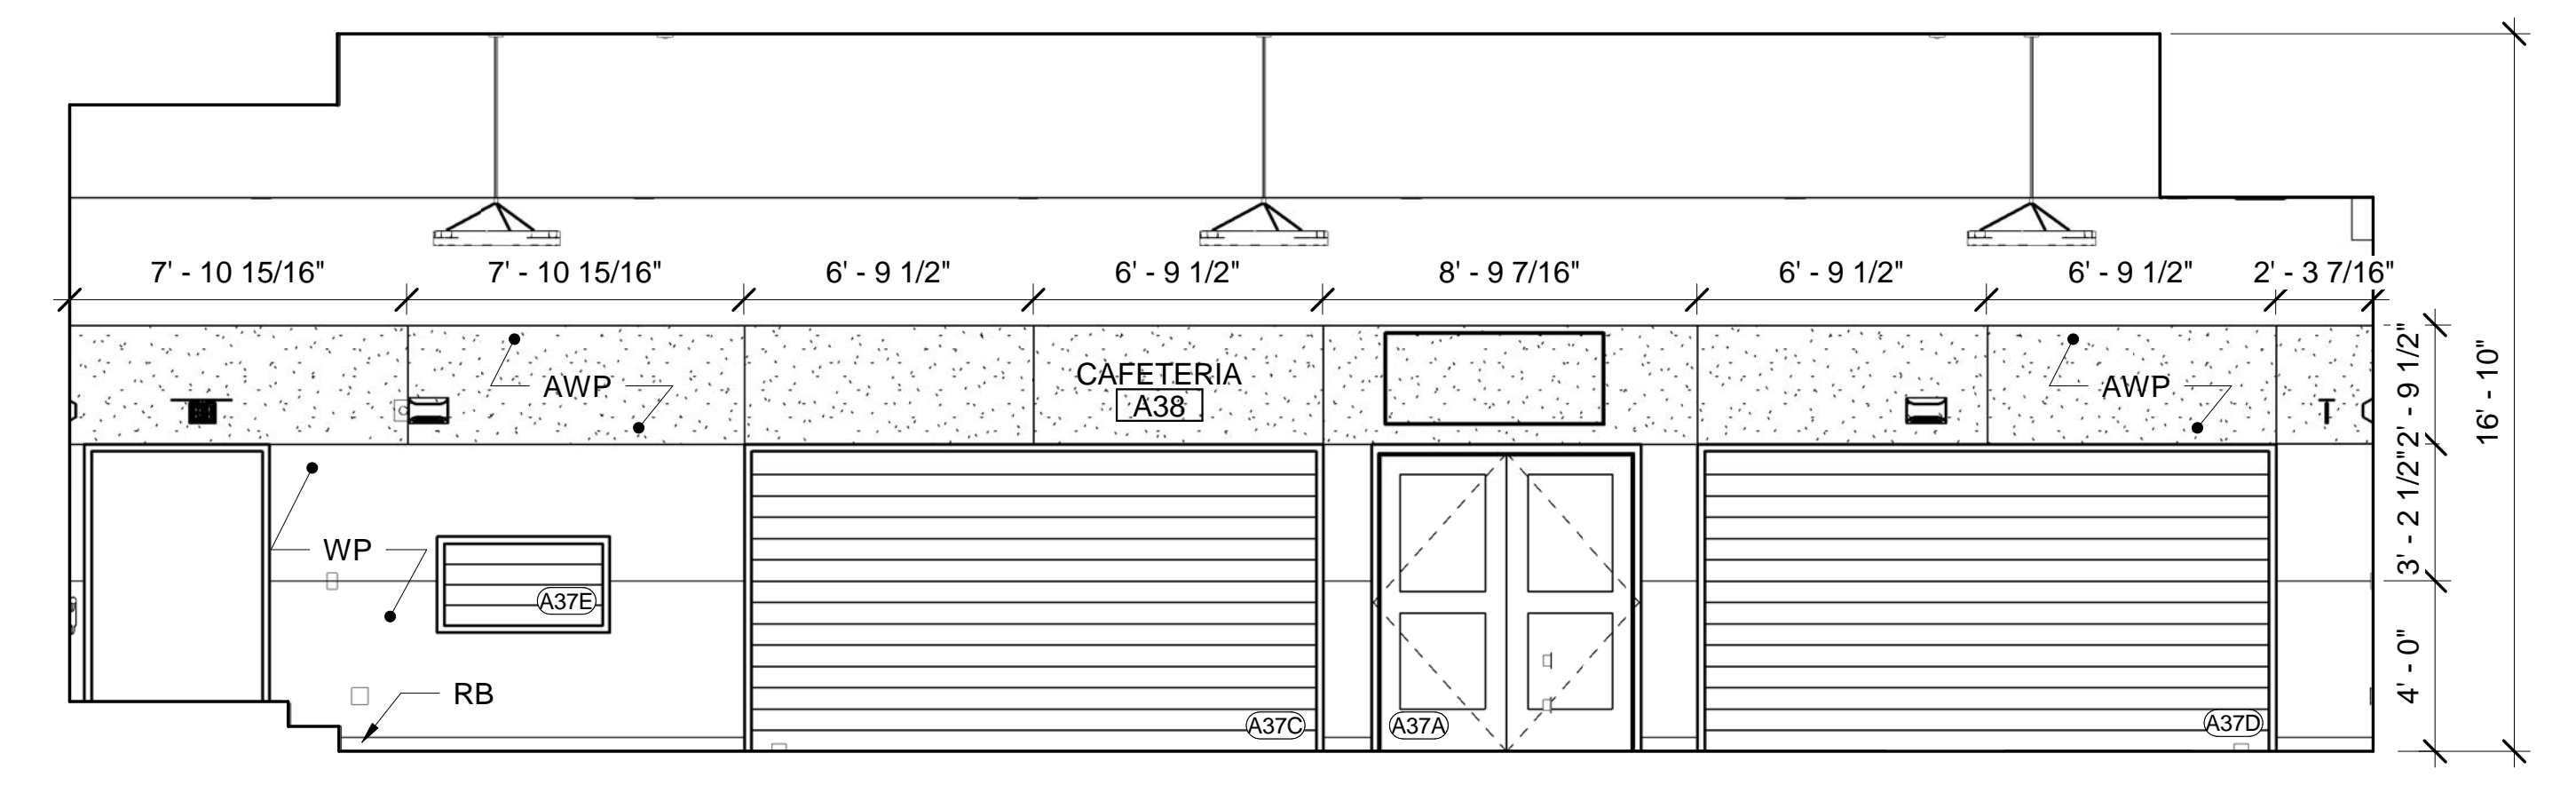 7' - 10 15/16"
7' - 10 15/16"
6' - 9 1/2"
6' - 9 1/2"
8' - 9 7/16"
6' - 9 1/2"
6' - 9 1/2"
2' - 3 7/16"
2' - 9 1/2"
16' - 10"
CAFETERIA
A38
AWP
AWP
3' - 2 1/2"
WP
A37E
4' - 0"
RB
A37C
A37A
A37D